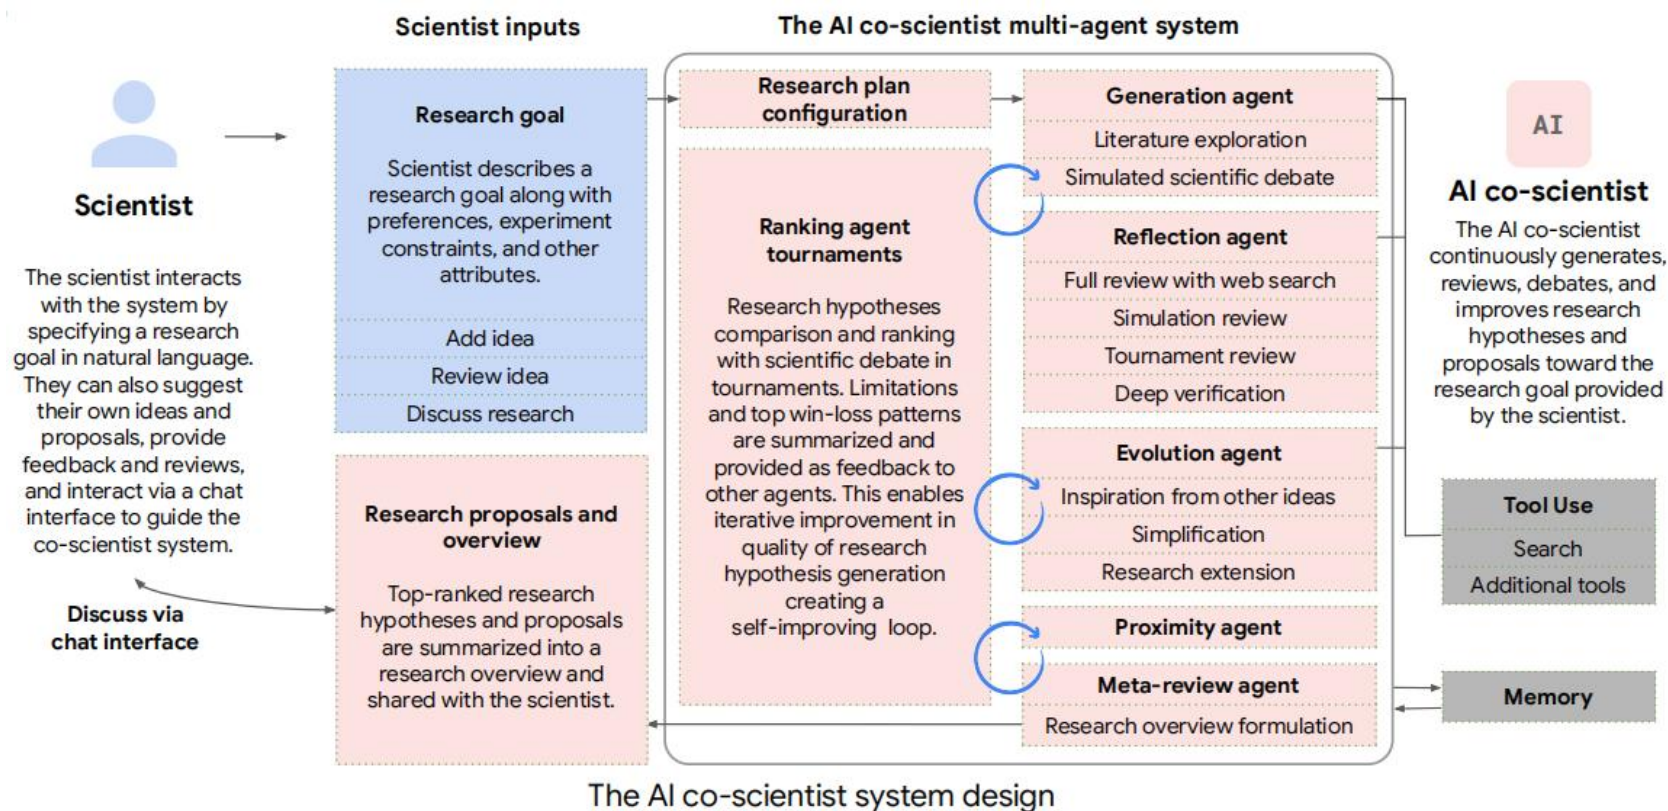 Scientist inputs
The AI co-scientist multi-agent system
Scientist
The scientist interacts
with the system by
specifying a research
goal in natural language.
They can also suggest
their own ideas and
proposals, provide
feedback and reviews,
and interact via a chat
interface to guide the
co-scientist system.
Discuss via
chat interface
Research goal
Scientist describes a
research goal along with
preferences, experiment
constraints, and other
attributes.
Add idea
Review idea
Discuss research
Research proposals and
overview
Top-ranked research
hypotheses and proposals
are summarized into a
research overview and
shared with the scientist.
Research plan
configuration
Ranking agent
tournaments
Research hypotheses
comparison and ranking
with scientific debate in
tournaments. Limitations
and top win-loss patterns
are summarized and
provided as feedback to
other agents. This enables
iterative improvement in
quality of research
hypothesis generation
creating a
self-improving loop.
Generation agent
Literature exploration
Simulated scientific debate
Reflection agent
Full review with web search
Simulation review
Tournament review
Deep verification
Evolution agent
Inspiration from other ideas
Simplification
Research extension
Proximity agent
Meta-review agent
Research overview formulation
AI
AI co-scientist
The AI co-scientist
continuously generates,
reviews, debates, and
improves research
hypotheses and
proposals toward the
research goal provided
by the scientist.
Tool Use
Search
Additional tools
Memory
The AI co-scientist system design